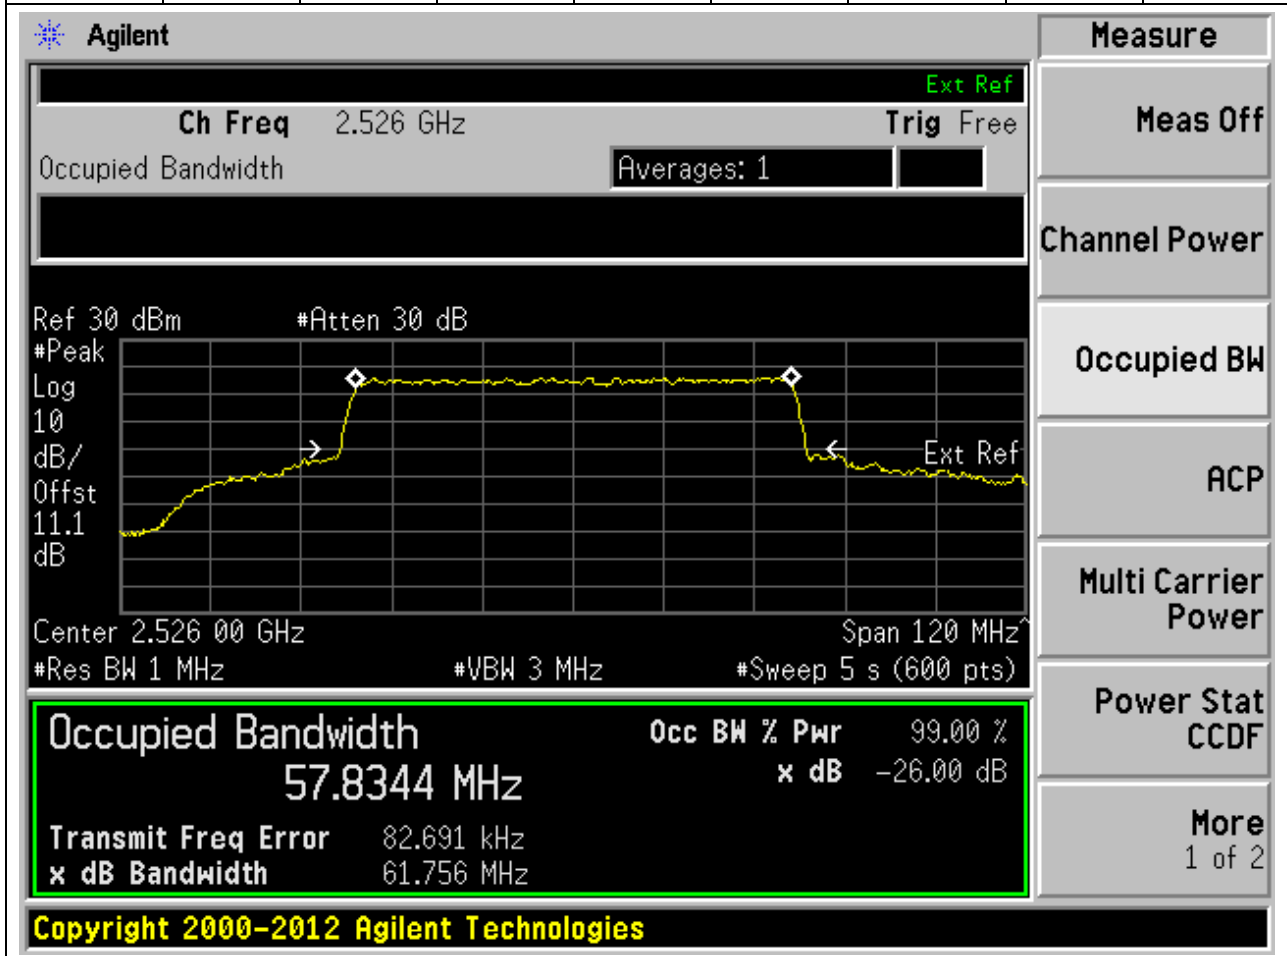 Agilent
Measure
Ext Ref
Ch Freq 2.526 GHz Trig Free
Meas Off
Occupied Bandwidth Averages: 1
Channel Power
Ref 30 dBm #Atten 30 dB
#Peak
Log
10
dB/
Offst
11.1
dB
Ext Ref
Occupied BW
ACP
Center 2.526 00 GHz Span 120 MHz^
#Res BW 1 MHz #VBW 3 MHz #Sweep 5 s (600 pts)
Multi Carrier
Power
Occupied Bandwidth Occ BW % Pwr 99.00 %
57.8344 MHz x dB -26.00 dB
Transmit Freq Error 82.691 kHz
x dB Bandwidth 61.756 MHz
Power Stat
CCDF
More
1 of 2
Copyright 2000-2012 Agilent Technologies